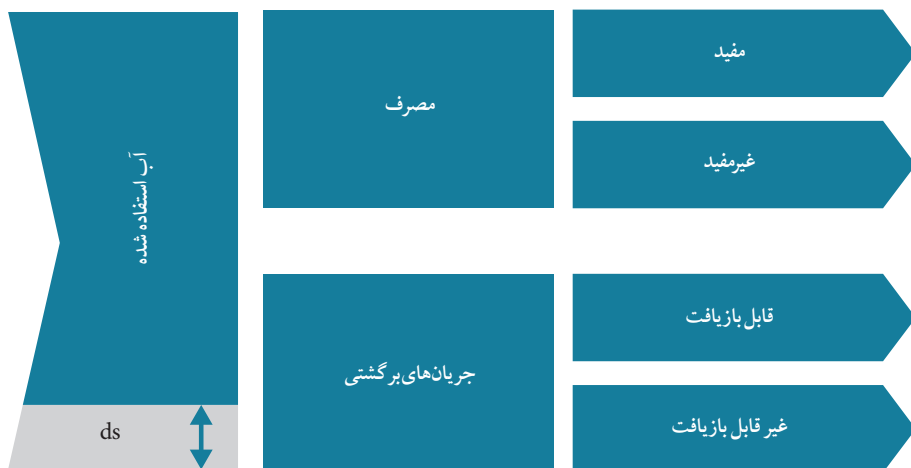 آب استفاده شده
ds
مصرف
مفید
غیرمفید
جریان‌های برگشتی
قابل بازیافت
غیر قابل بازیافت